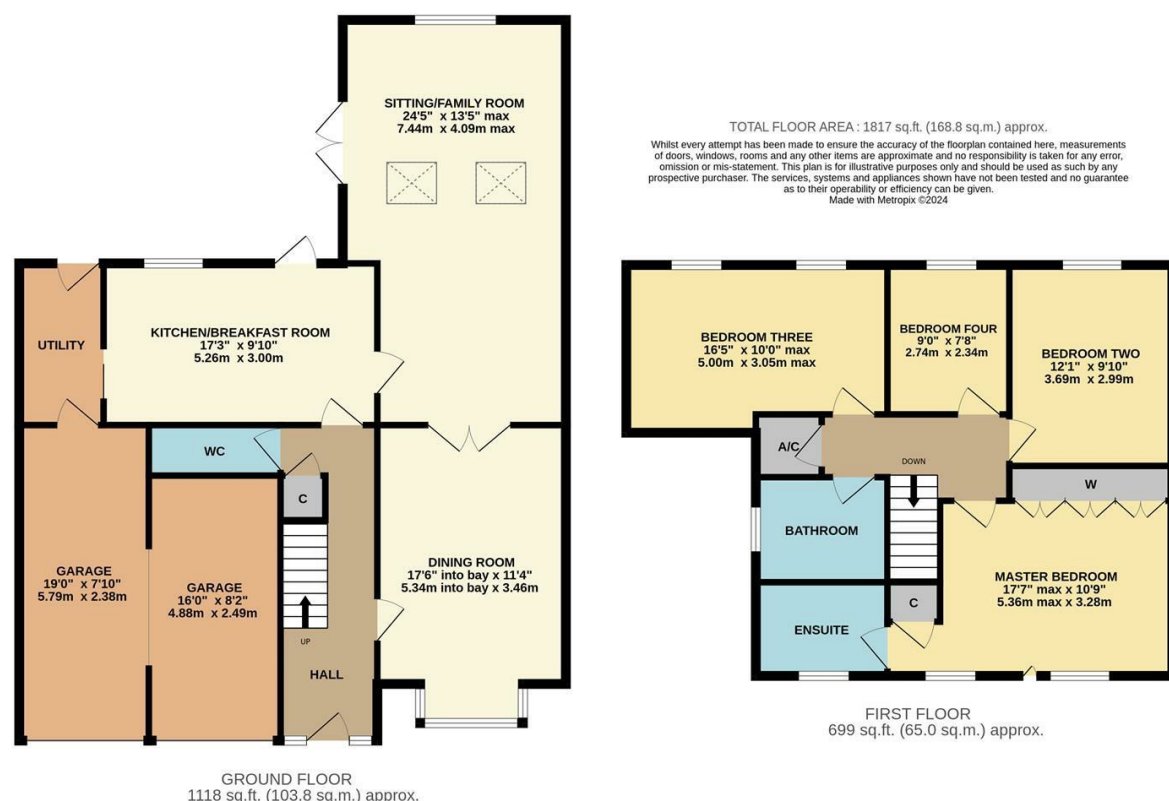 SITTING/FAMILY ROOM
24'5" x 13'5" max
7.44m x 4.09m max
KITCHEN/BREAKFAST ROOM
17'3" x 9'10"
5.26m x 3.00m
UTILITY
WC
C
GARAGE
19'0" x 7'10"
5.79m x 2.38m
GARAGE
16'0" x 8'2"
4.88m x 2.49m
DINING ROOM
17'6" into bay x 11'4"
5.34m into bay x 3.46m
UP
HALL
GROUND FLOOR
1118 sq.ft. (103.8 sq.m.) approx.
TOTAL FLOOR AREA : 1817 sq.ft. (168.8 sq.m.) approx.
Whilst every attempt has been made to ensure the accuracy of the floorplan contained here, measurements
of doors, windows, rooms and any other items are approximate and no responsibility is taken for any error,
omission or mis-statement. This plan is for illustrative purposes only and should be used as such by any
prospective purchaser. The services, systems and appliances shown have not been tested and no guarantee
as to their operability or efficiency can be given.
Made with Metropix ©2024
BEDROOM THREE
16'5" x 10'0" max
5.00m x 3.05m max
BEDROOM FOUR
9'0" x 7'8"
2.74m x 2.34m
BEDROOM TWO
12'1" x 9'10"
3.69m x 2.99m
A/C
DOWN
W
BATHROOM
MASTER BEDROOM
17'7" max x 10'9"
5.36m max x 3.28m
C
ENSUITE
FIRST FLOOR
699 sq.ft. (65.0 sq.m.) approx.